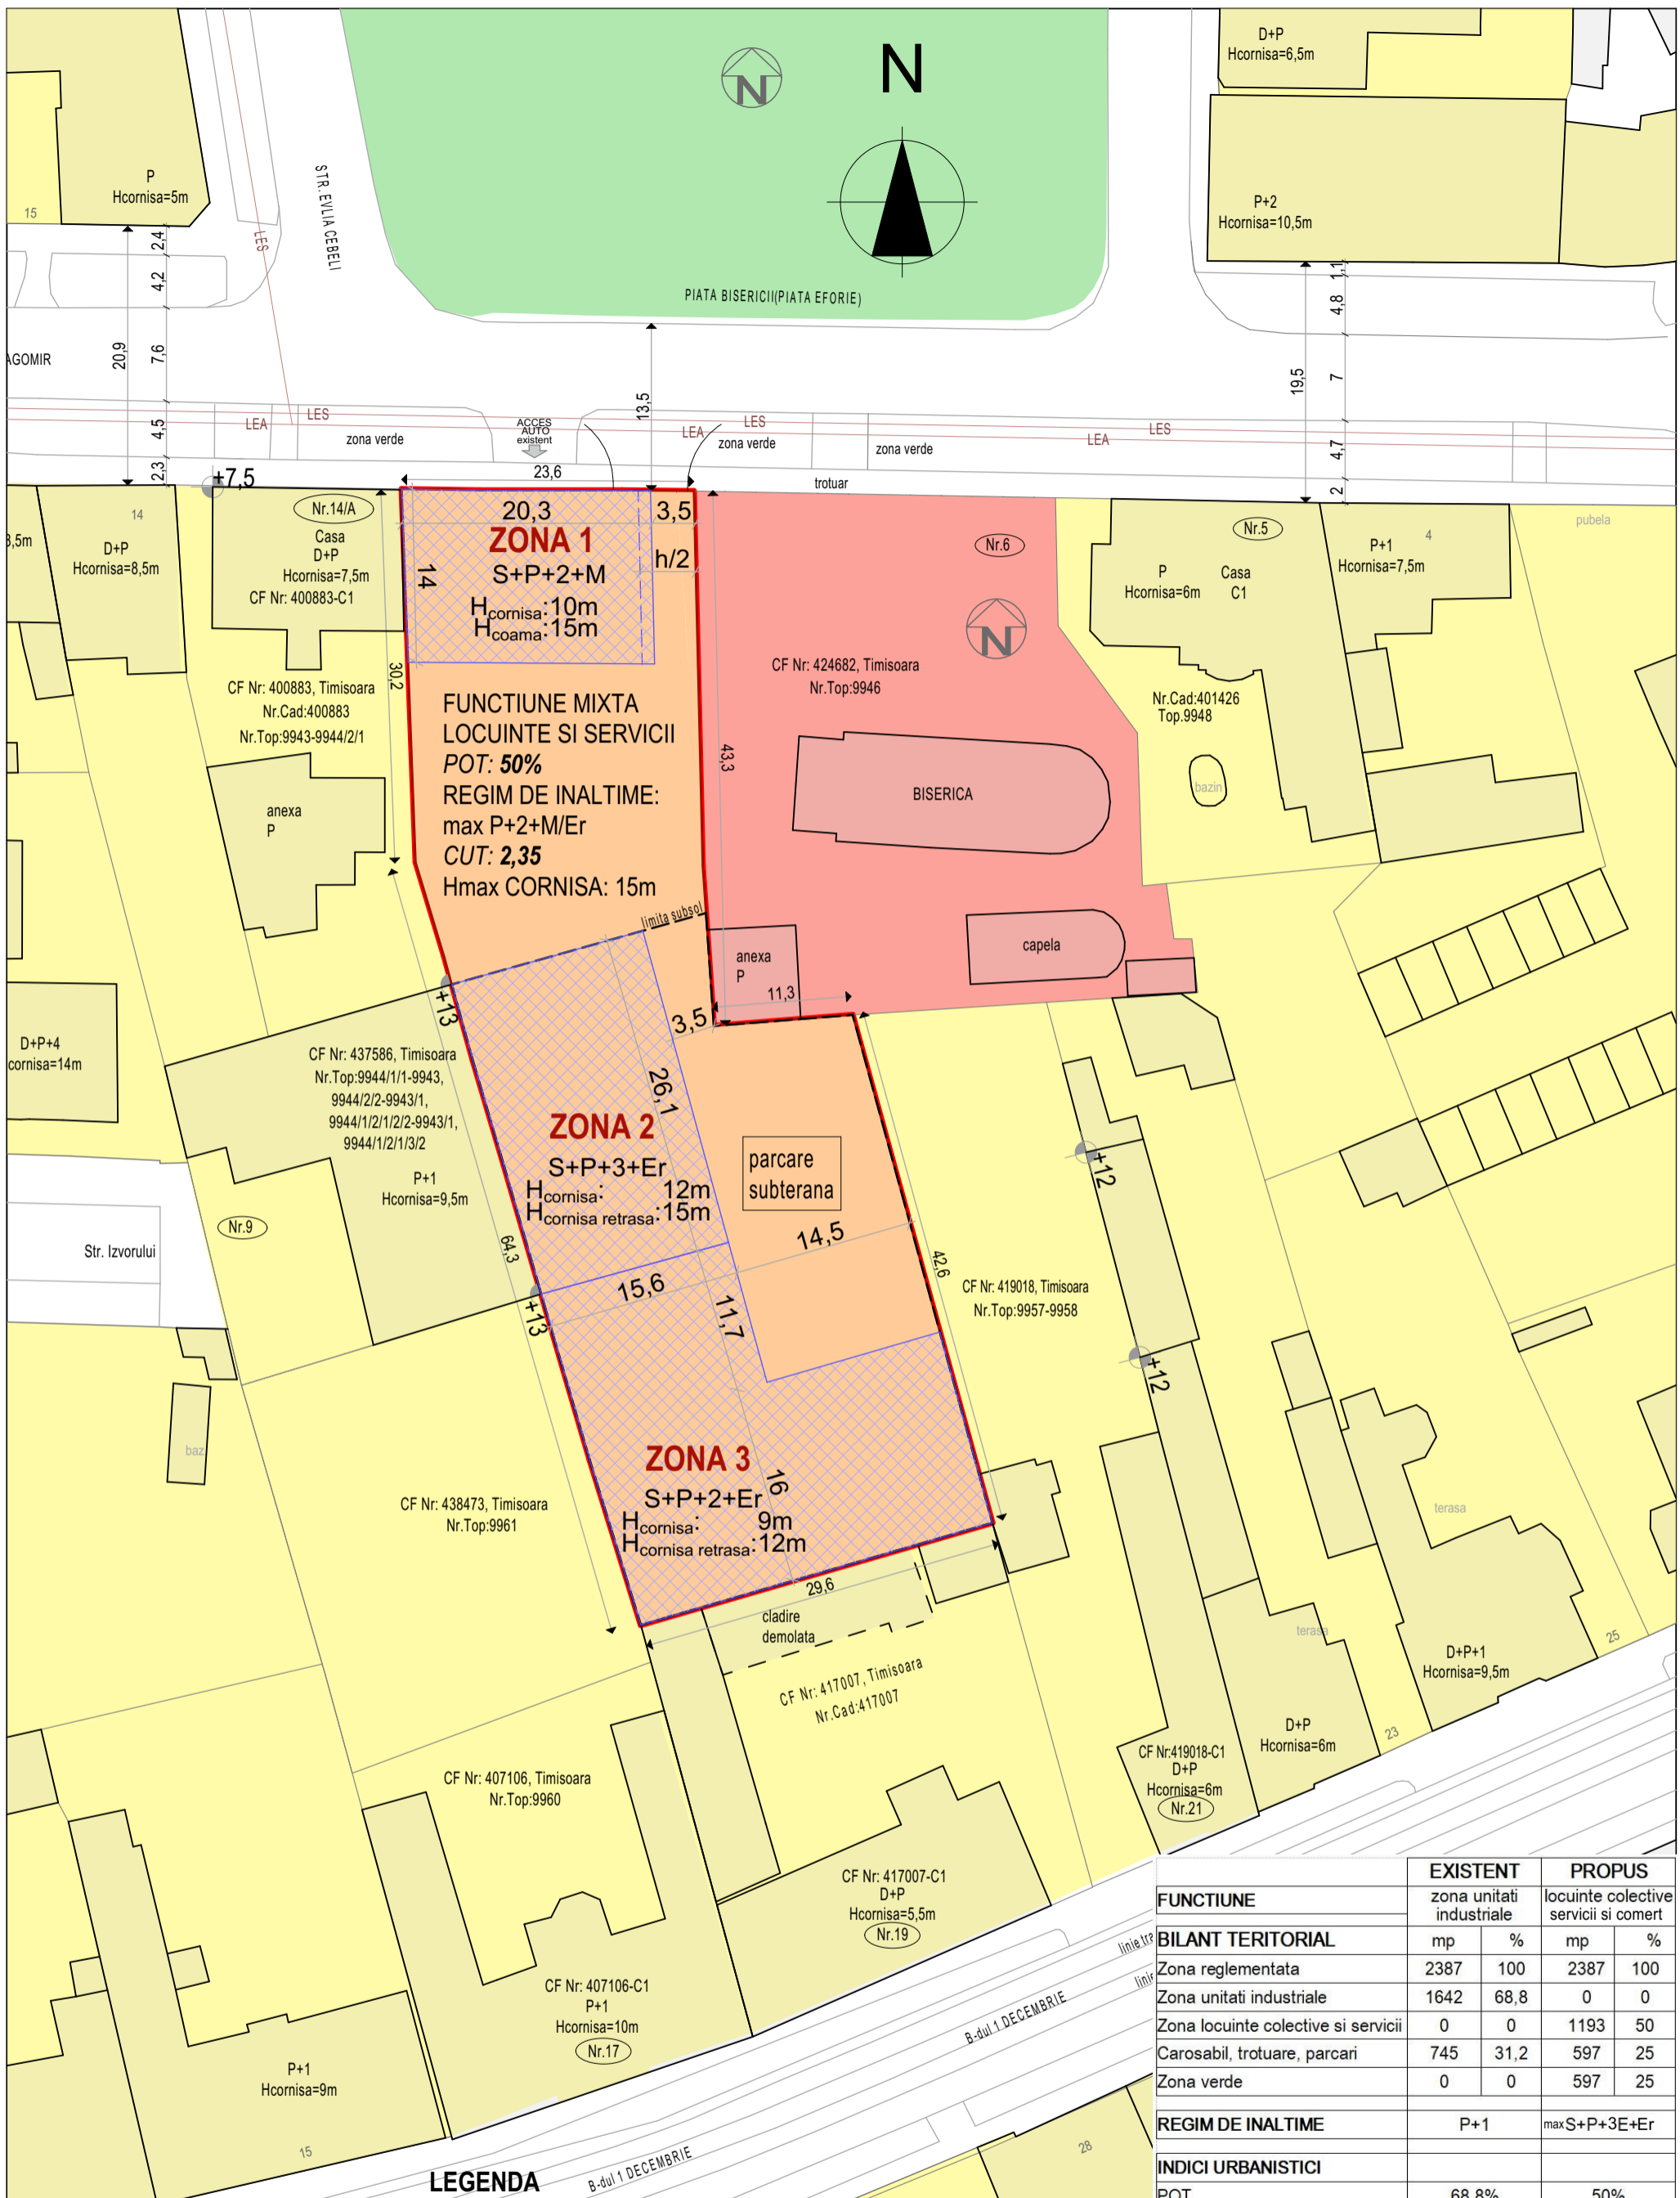 D+P
Hcornisa=6,5m
N
N
P
Hcornisa=5m
15
STR. EVLIA CEBELI
LES
P+2
Hcornisa=10,5m
PIATA BISERICII(PIATA EFORIE)
2,4
4,2
20,9
7,6
4,5
2,3
AGOMIR
13,5
1,1
4,8
19,5
7
4,7
2
LEA
LES
zona verde
ACCES
AUTO
existent
LEA
LES
zona verde
zona verde
LEA
LES
+7,5
23,6
trotuar
14
3,5m
D+P
Hcornisa=8,5m
Nr.14/A
Casa
D+P
Hcornisa=7,5m
CF Nr: 400883-C1
20,3
3,5
ZONA 1
h/2
14
S+P+2+M
Hcornisa:10m
Hcoama:15m
Nr.6
Nr.5
P
Hcornisa=6m
Casa
C1
P+1
Hcornisa=7,5m
4
pubela
30,2
CF Nr: 400883, Timisoara
Nr.Cad:400883
Nr.Top:9943-9944/2/1
N
CF Nr: 424682, Timisoara
Nr.Top:9946
Nr.Cad:401426
Top.9948
FUNCTIUNE MIXTA
LOCUINTE SI SERVICII
POT: 50%
REGIM DE INALTIME:
max P+2+M/Er
CUT: 2,35
Hmax CORNISA: 15m
43,3
anexa
P
BISERICA
bazin
limita subsol
anexa
P
capela
11,3
+13
3,5
D+P+4
cornisa=14m
CF Nr: 437586, Timisoara
Nr.Top:9944/1/1-9943,
9944/2/2-9943/1,
9944/1/2/1/2/2-9943/1,
9944/1/2/1/3/2
P+1
Hcornisa=9,5m
26,1
ZONA 2
S+P+3+Er
Hcornisa: 12m
Hcornisa retrasa:15m
parcare
subterana
+12
Nr.9
Str. Izvorului
64,3
14,5
42,6
15,6
+13
11,7
CF Nr: 419018, Timisoara
Nr.Top:9957-9958
+12
baz.
ZONA 3
16
S+P+2+Er
Hcornisa: 9m
Hcornisa retrasa:12m
CF Nr: 438473, Timisoara
Nr.Top:9961
terasa
29,6
cladire
demolata
terasa
25
D+P+1
Hcornisa=9,5m
CF Nr: 417007, Timisoara
Nr.Cad:417007
D+P
Hcornisa=6m
23
CF Nr:419018-C1
D+P
Hcornisa=6m
Nr.21
CF Nr: 407106, Timisoara
Nr.Top:9960
CF Nr: 417007-C1
D+P
Hcornisa=5,5m
Nr.19
linie tra
linie
CF Nr: 407106-C1
P+1
Hcornisa=10m
Nr.17
B-dul 1 DECEMBRIE
P+1
Hcornisa=9m
15
28
LEGENDA
B-dul 1 DECEMBRIE
EXISTENT PROPUS
FUNCTIUNE zona unitati industriale locuinte colective servicii si comert
BILANT TERITORIAL mp % mp %
Zona reglementata 2387 100 2387 100
Zona unitati industriale 1642 68,8 0 0
Zona locuinte colective si servicii 0 0 1193 50
Carosabil, trotuare, parcari 745 31,2 597 25
Zona verde 0 0 597 25
REGIM DE INALTIME P+1 max S+P+3E+Er
INDICI URBANISTICI
POT 68,8% 50%